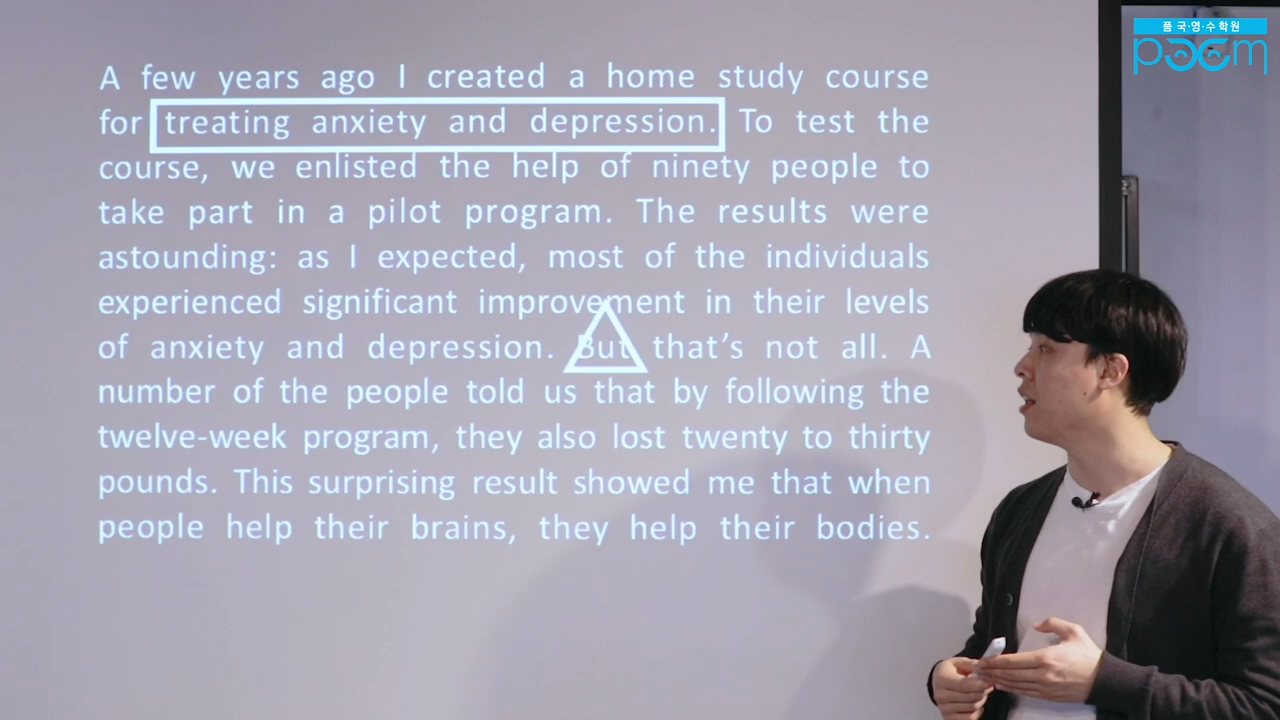 품 국·영·수 학원
poem
A few years ago I created a home study course
for treating anxiety and depression. To test the
course, we enlisted the help of ninety people to
take part in a pilot program. The results were
astounding: as I expected, most of the individuals
experienced significant improvement in their levels
of anxiety and depression. But that's not all. A
number of the people told us that by following the
twelve-week program, they also lost twenty to thirty
pounds. This surprising result showed me that when
people help their brains, they help their bodies.